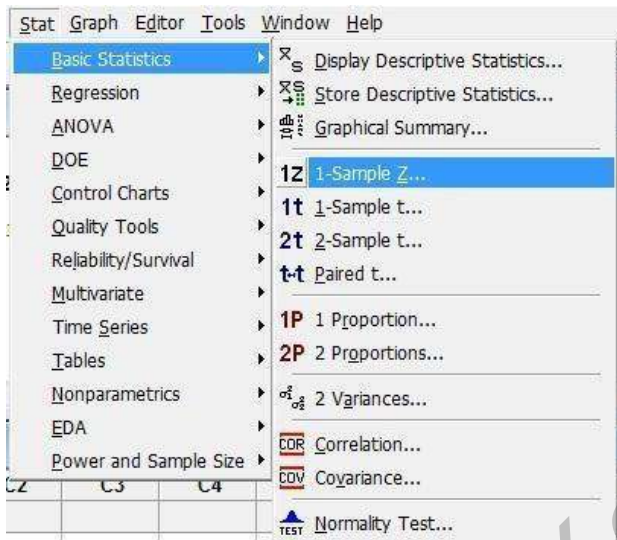 Stat Graph Editor Tools Window Help
Basic Statistics
Regression
ANOVA
DOE
Control Charts
Quality Tools
Reliability/Survival
Multivariate
Time Series
Tables
Nonparametrics
EDA
Power and Sample Size
C2 C3 C4
x̄ s Display Descriptive Statistics...
x̄ s Store Descriptive Statistics...
Graphical Summary...
1Z 1-Sample Z...
1t 1-Sample t...
2t 2-Sample t...
t-t Paired t...
1P 1 Proportion...
2P 2 Proportions...
σ²₁ σ²₂ 2 Variances...
COR Correlation...
COV Covariance...
TEST Normality Test...